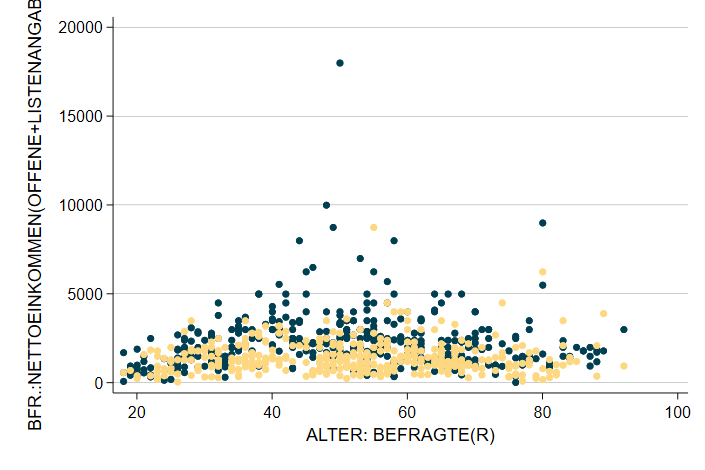 BFR.:NETTOEINKOMMEN(OFFENE+LISTENANGAB
20000
15000
10000
5000
0
20 40 60 80 100
ALTER: BEFRAGTE(R)